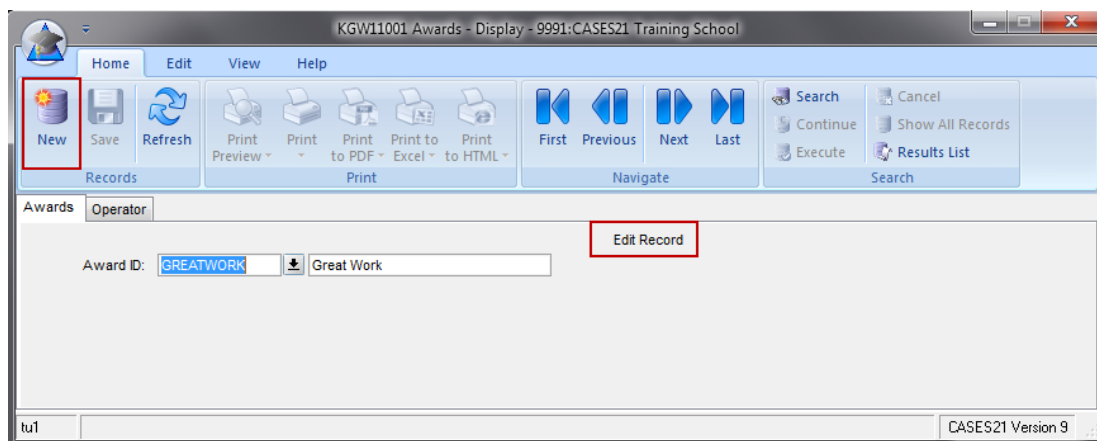 KGW11001 Awards - Display - 9991:CASES21 Training School
Home Edit View Help
New Save Refresh Print Preview Print Print to PDF Print to Excel Print to HTML First Previous Next Last
Search Cancel
Continue Show All Records
Execute Results List
Records Print Navigate Search
Awards Operator
Edit Record
Award ID: GREATWORK Great Work
tu1 CASES21 Version 9